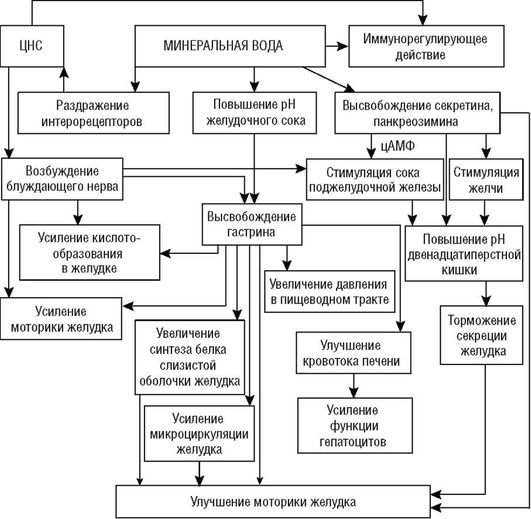 ЦНС
МИНЕРАЛЬНАЯ ВОДА
Иммунорегулирующее
действие
Раздражение
интерорецепторов
Повышение pH
желудочного сока
Высвобождение секретина,
панкреозимина
цАМФ
Возбуждение
блуждающего нерва
Стимуляция сока
поджелудочной железы
Стимуляция
желчи
Высвобождение
гастрина
Усиление кислото-
образования
в желудке
Повышение pH
двенадцатиперстной
кишки
Увеличение давления
в пищеводном тракте
Усиление
моторики желудка
Увеличение
синтеза белка
слизистой
оболочки желудка
Улучшение
кровотока печени
Торможение
секреции
желудка
Усиление
микроциркуляции
желудка
Усиление
функции
гепатоцитов
Улучшение моторики желудка